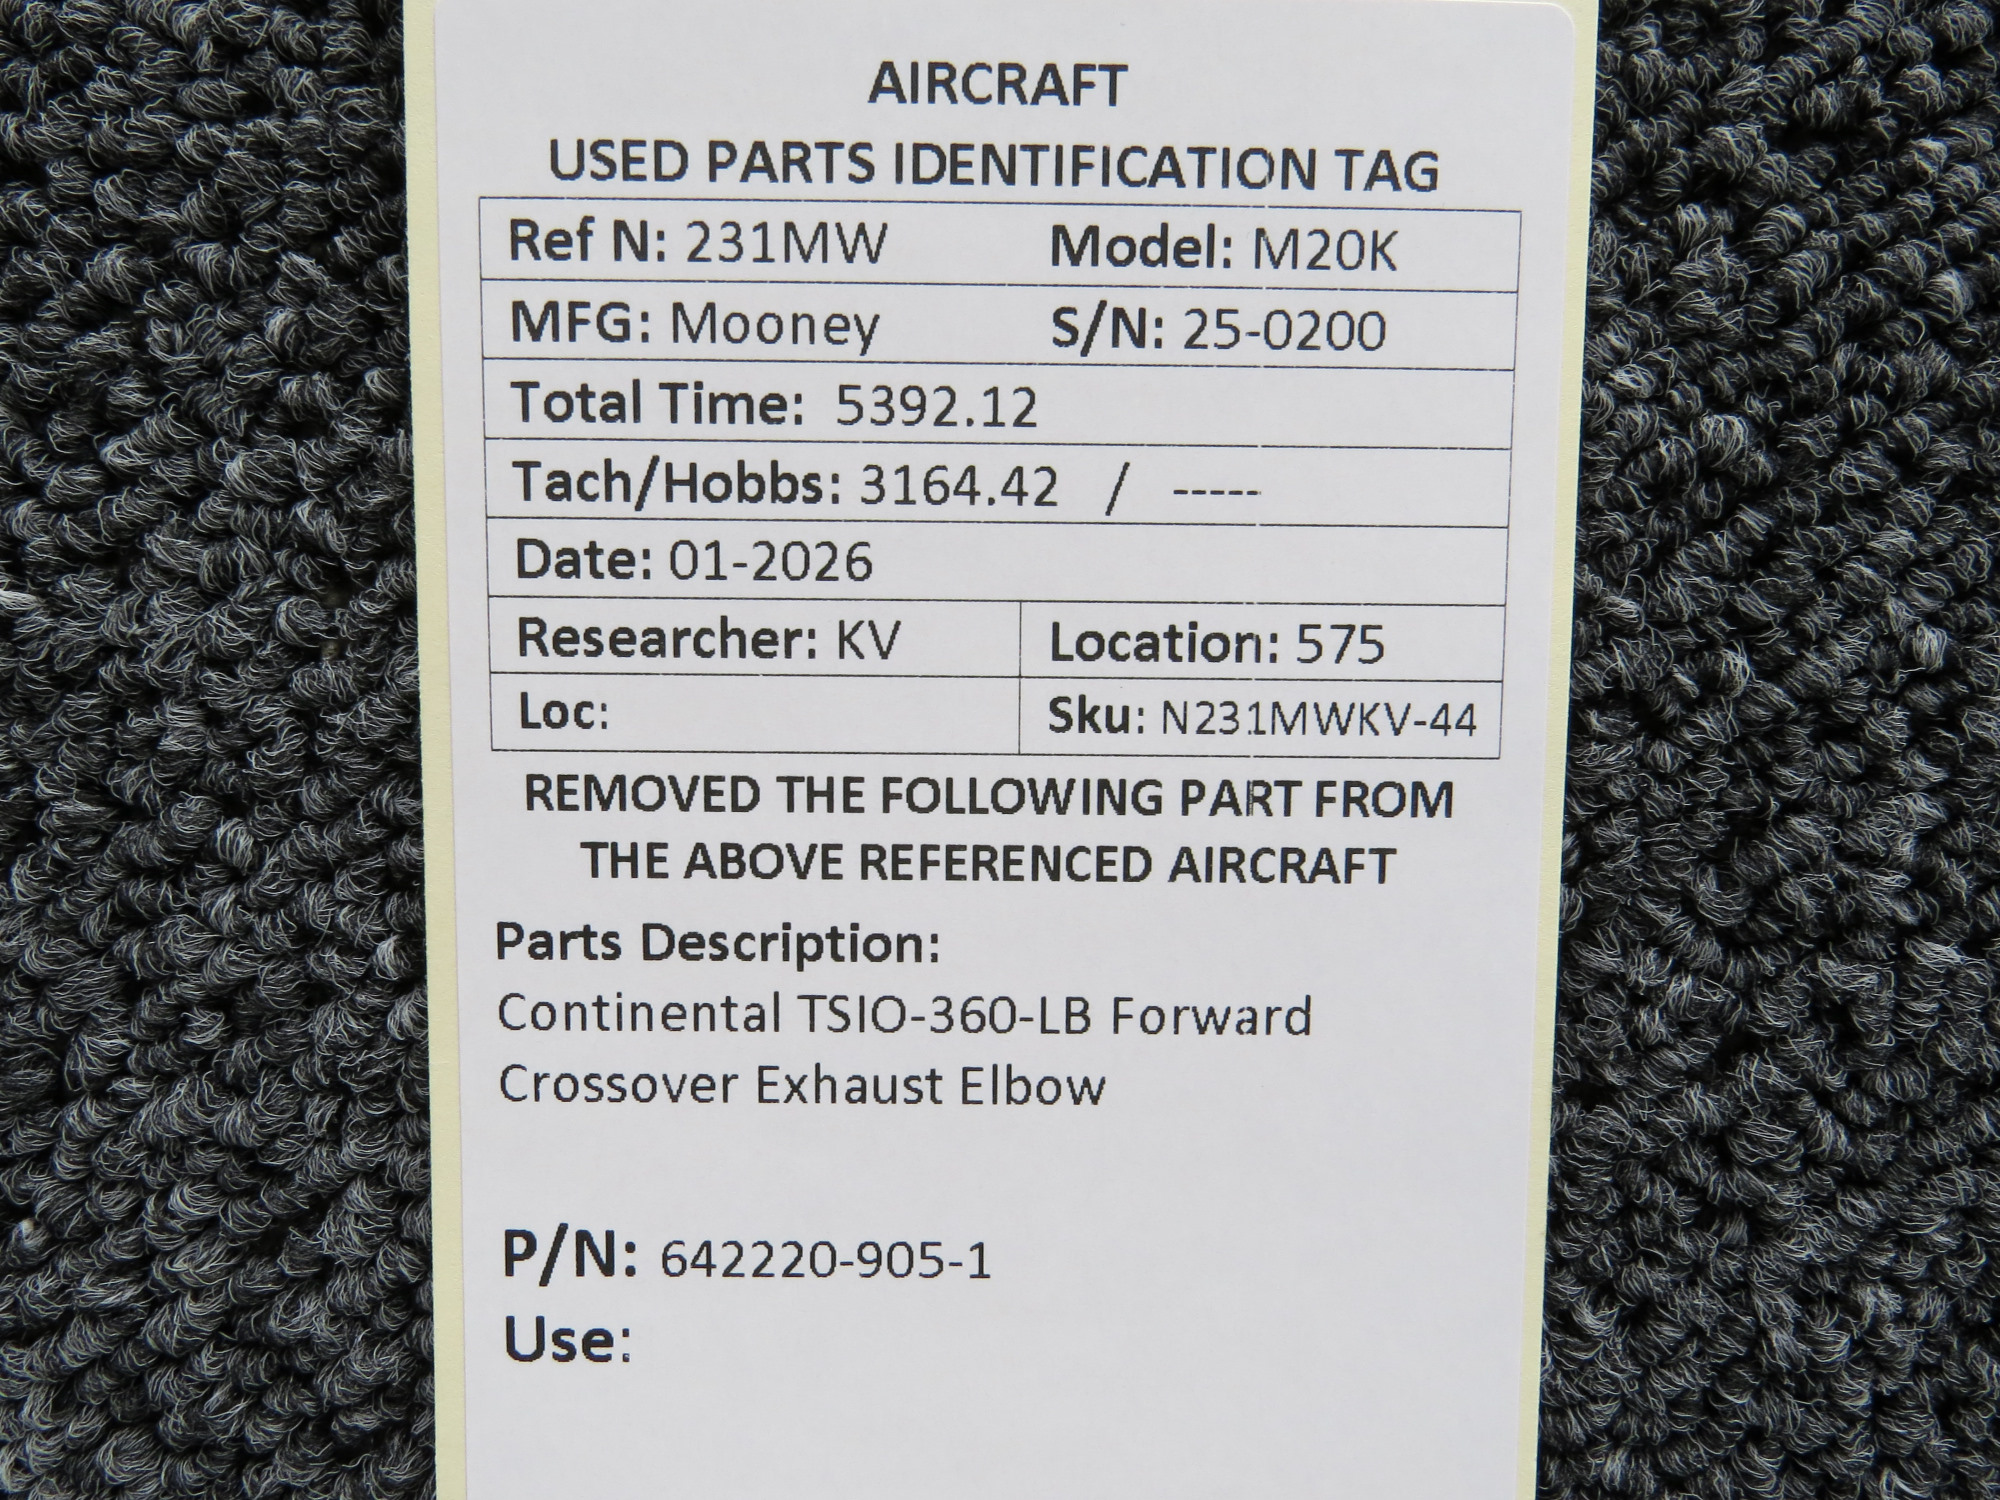 AIRCRAFT
USED PARTS IDENTIFICATION TAG
Ref N: 231MW Model: M20K
MFG: Mooney S/N: 25-0200
Total Time: 5392.12
Tach/Hobbs: 3164.42 / -----
Date: 01-2026
Researcher: KV Location: 575
Loc: Sku: N231MWKV-44
REMOVED THE FOLLOWING PART FROM
THE ABOVE REFERENCED AIRCRAFT
Parts Description:
Continental TSIO-360-LB Forward
Crossover Exhaust Elbow
P/N: 642220-905-1
Use: